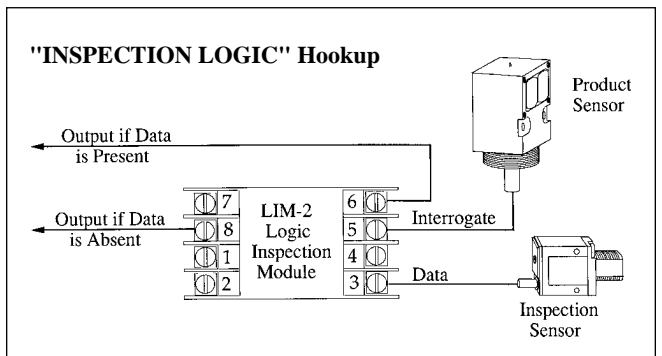 "INSPECTION LOGIC" Hookup
Product
Sensor
Output if Data
is Present
7
6
LIM-2
Logic
Inspection
Module
Output if Data
is Absent
8
5
Interrogate
1
4
2
3
Data
Inspection
Sensor